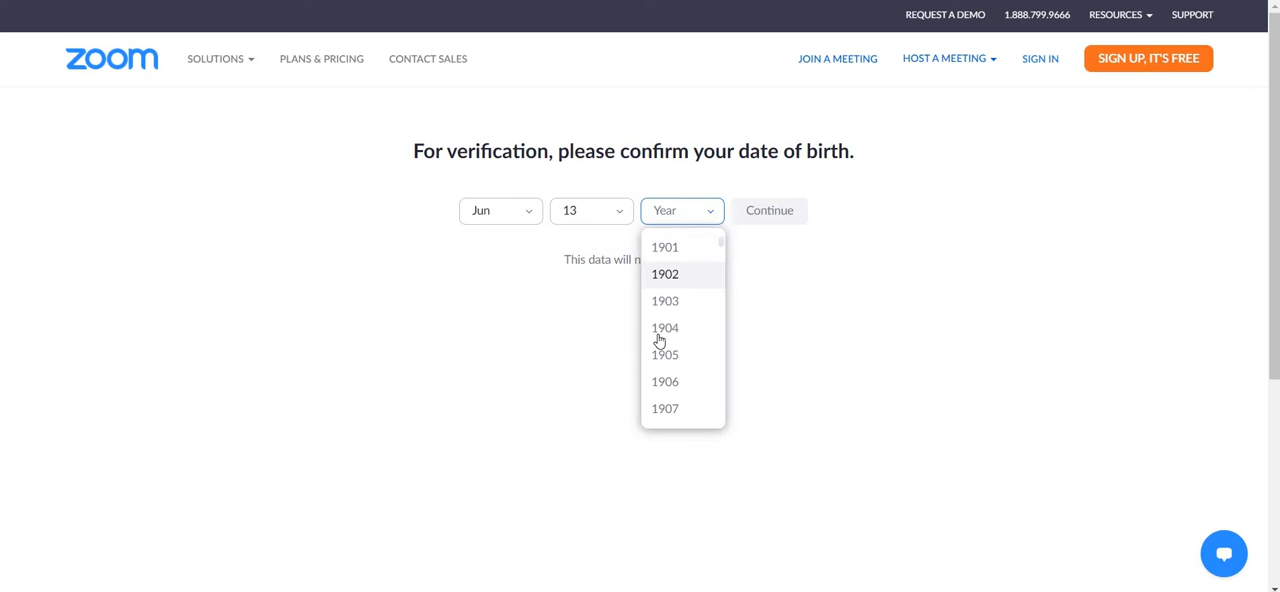 REQUEST A DEMO 1.888.799.9666 RESOURCES SUPPORT
zoom SOLUTIONS PLANS & PRICING CONTACT SALES JOIN A MEETING HOST A MEETING SIGN IN SIGN UP, IT'S FREE
For verification, please confirm your date of birth.
Jun 13 Year Continue
1901
This data will n
1902
1903
1904
1905
1906
1907